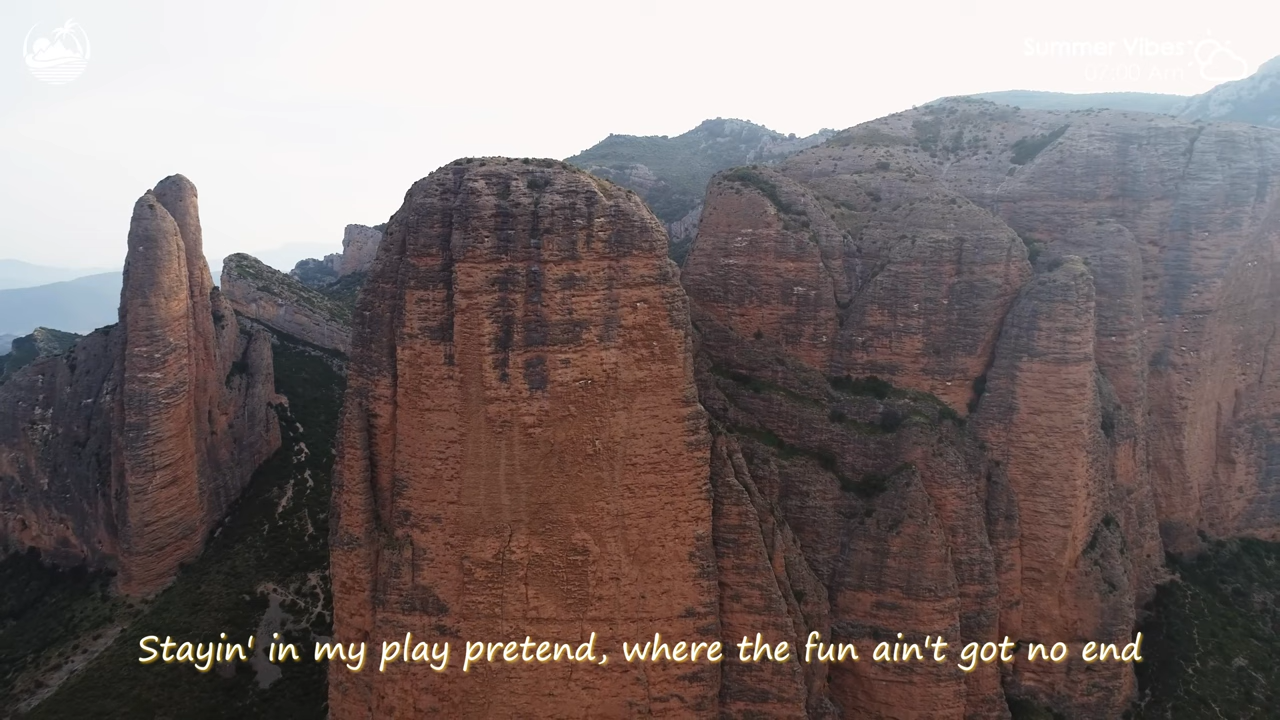 Summer Vibes
07:00 Am
Stayin' in my play pretend, where the fun ain't got no end